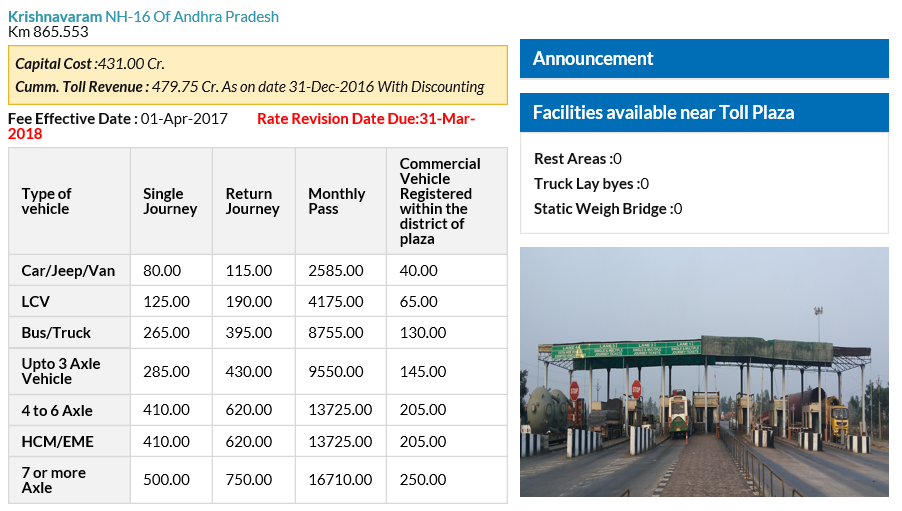 Krishnavaram NH-16 Of Andhra Pradesh
Km 865.553
Capital Cost :431.00 Cr.
Cumm. Toll Revenue : 479.75 Cr. As on date 31-Dec-2016 With Discounting
Fee Effective Date : 01-Apr-2017 Rate Revision Date Due:31-Mar-
2018
Type of
vehicle
Single
Journey
Return
Journey
Monthly
Pass
Commercial
Vehicle
Registered
within the
district of
plaza
Car/Jeep/Van 80.00 115.00 2585.00 40.00
LCV 125.00 190.00 4175.00 65.00
Bus/Truck 265.00 395.00 8755.00 130.00
Upto 3 Axle
Vehicle 285.00 430.00 9550.00 145.00
4 to 6 Axle 410.00 620.00 13725.00 205.00
HCM/EME 410.00 620.00 13725.00 205.00
7 or more
Axle 500.00 750.00 16710.00 250.00
Announcement
Facilities available near Toll Plaza
Rest Areas :0
Truck Lay byes :0
Static Weigh Bridge :0
STOP
STOP